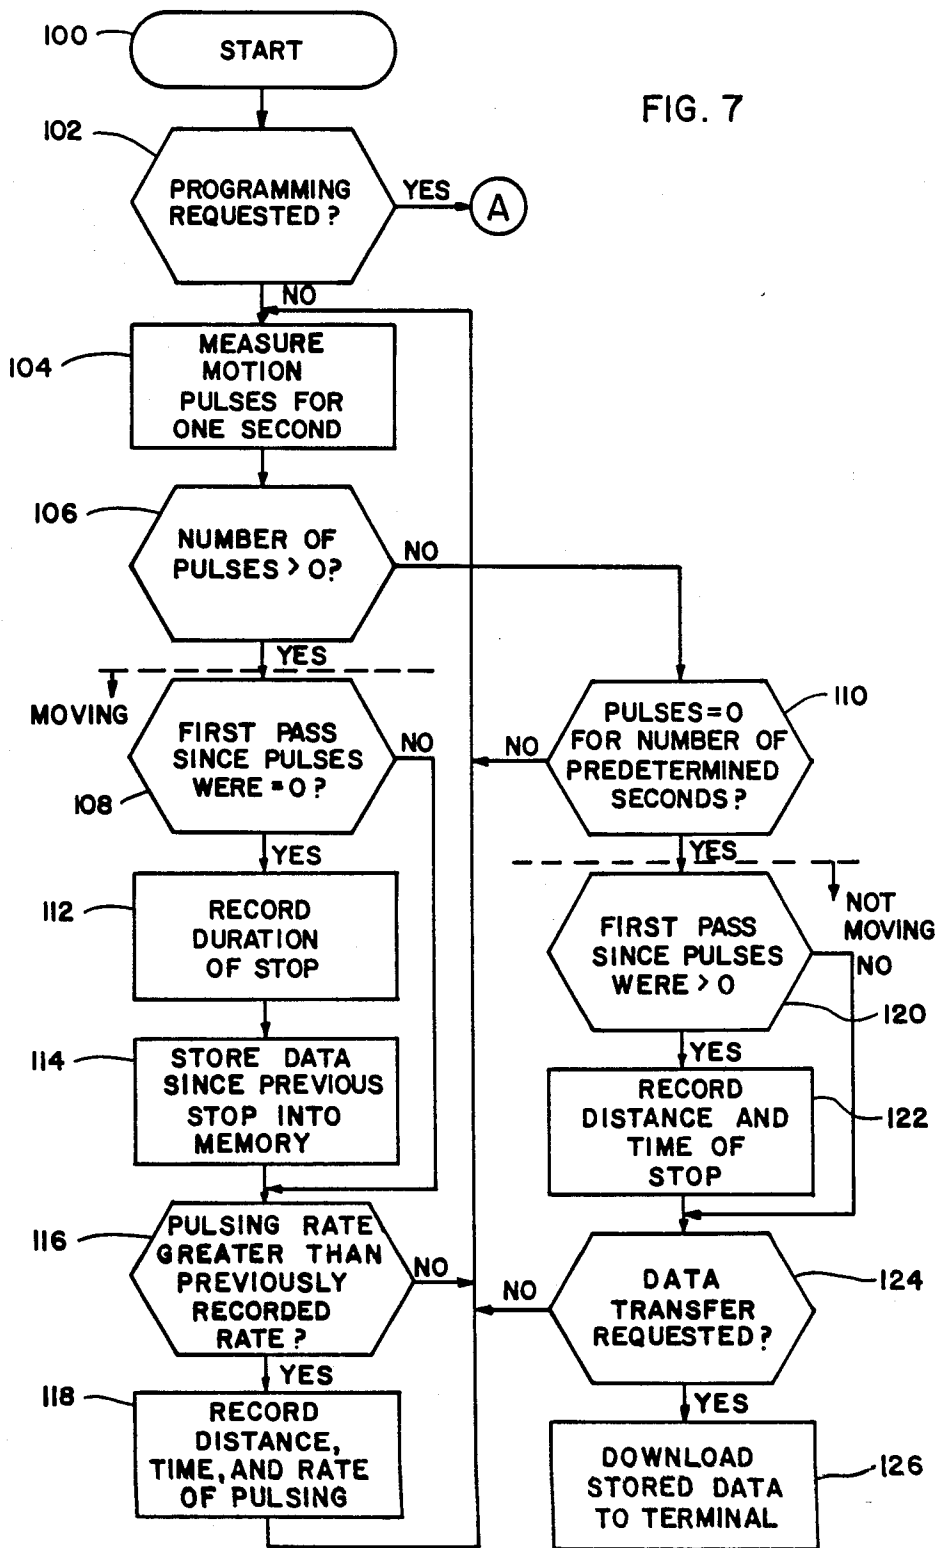 100
START
FIG. 7
102
PROGRAMMING
REQUESTED?
YES
A
NO
104
MEASURE
MOTION
PULSES FOR
ONE SECOND
106
NUMBER OF
PULSES > 0?
NO
YES
MOVING
108
FIRST PASS
SINCE PULSES
WERE = 0?
NO
YES
110
PULSES = 0
FOR NUMBER OF
PREDETERMINED
SECONDS?
NO
YES
NOT
MOVING
112
RECORD
DURATION
OF STOP
FIRST PASS
SINCE PULSES
WERE > 0
NO
120
YES
114
STORE DATA
SINCE PREVIOUS
STOP INTO
MEMORY
RECORD
DISTANCE AND
TIME OF
STOP
122
116
PULSING RATE
GREATER THAN
PREVIOUSLY
RECORDED
RATE?
NO
YES
NO
DATA
TRANSFER
REQUESTED?
124
YES
118
RECORD
DISTANCE,
TIME, AND RATE
OF PULSING
DOWNLOAD
STORED DATA
TO TERMINAL
126